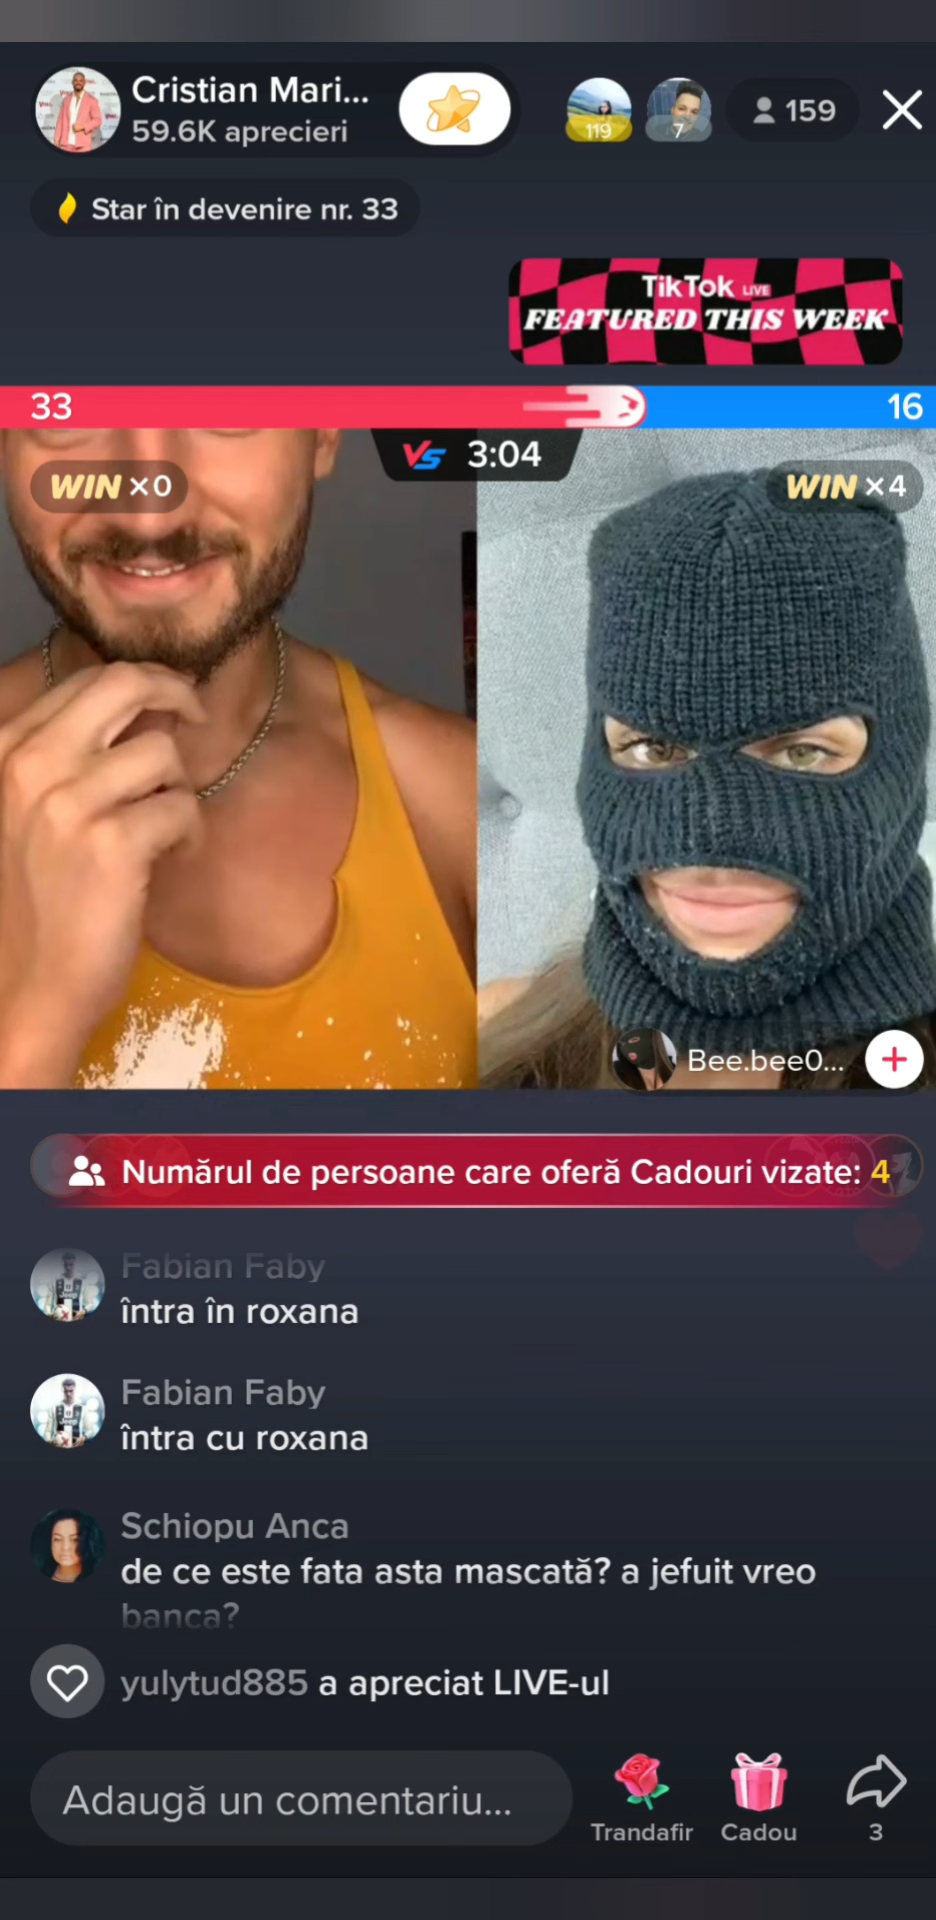 Cristian Mari...
59.6K aprecieri
119
7
159
Star în devenire nr. 33
TikTok LIVE
FEATURED THIS WEEK
33
16
VS 3:04
WIN ×0
WIN ×4
Bee.bee0...
Numărul de persoane care oferă Cadouri vizate: 4
Fabian Faby
întra în roxana
Fabian Faby
întra cu roxana
Schiopu Anca
de ce este fata asta mascată? a jefuit vreo
banca?
yulytud885 a apreciat LIVE-ul
Adaugă un comentariu...
Trandafir
Cadou
3